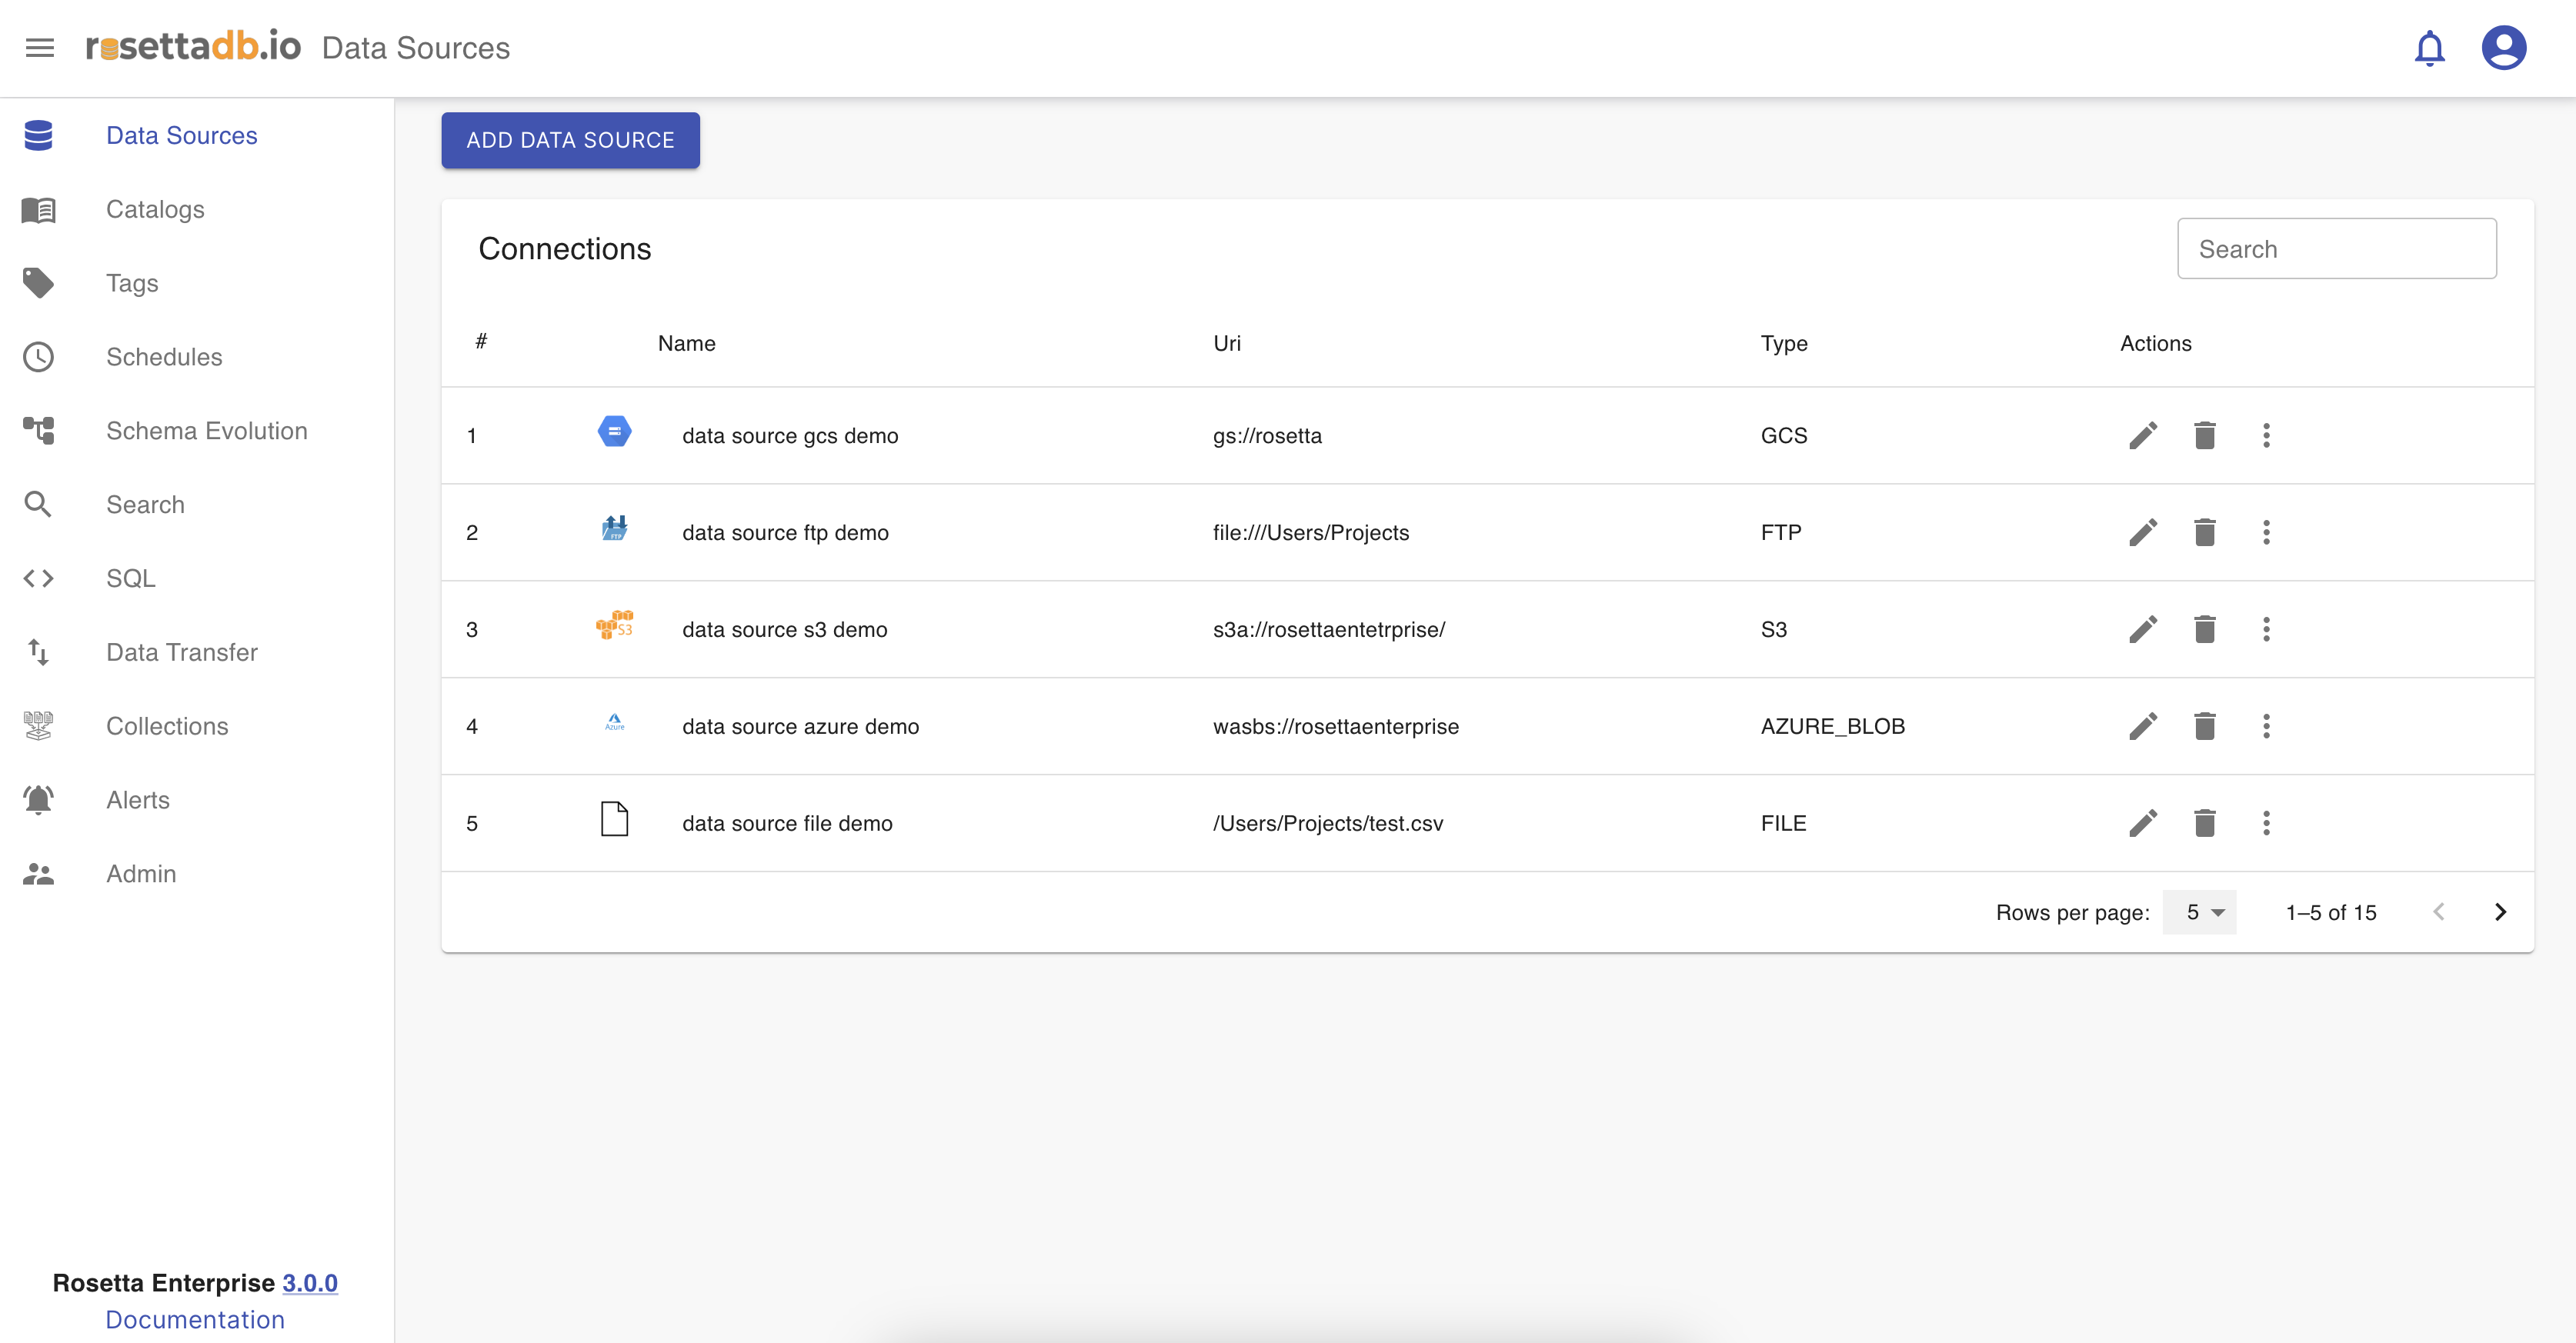 rosettadb.io Data Sources
Data Sources
Catalogs
Tags
Schedules
Schema Evolution
Search
SQL
Data Transfer
Collections
Alerts
Admin
Rosetta Enterprise 3.0.0
Documentation
ADD DATA SOURCE
Connections
Search
# Name Uri Type Actions
1 data source gcs demo gs://rosetta GCS
2 FTP data source ftp demo file:///Users/Projects FTP
3 S3 data source s3 demo s3a://rosettaentetrprise/ S3
4 Azure data source azure demo wasbs://rosettaenterprise AZURE_BLOB
5 data source file demo /Users/Projects/test.csv FILE
Rows per page: 5 1–5 of 15